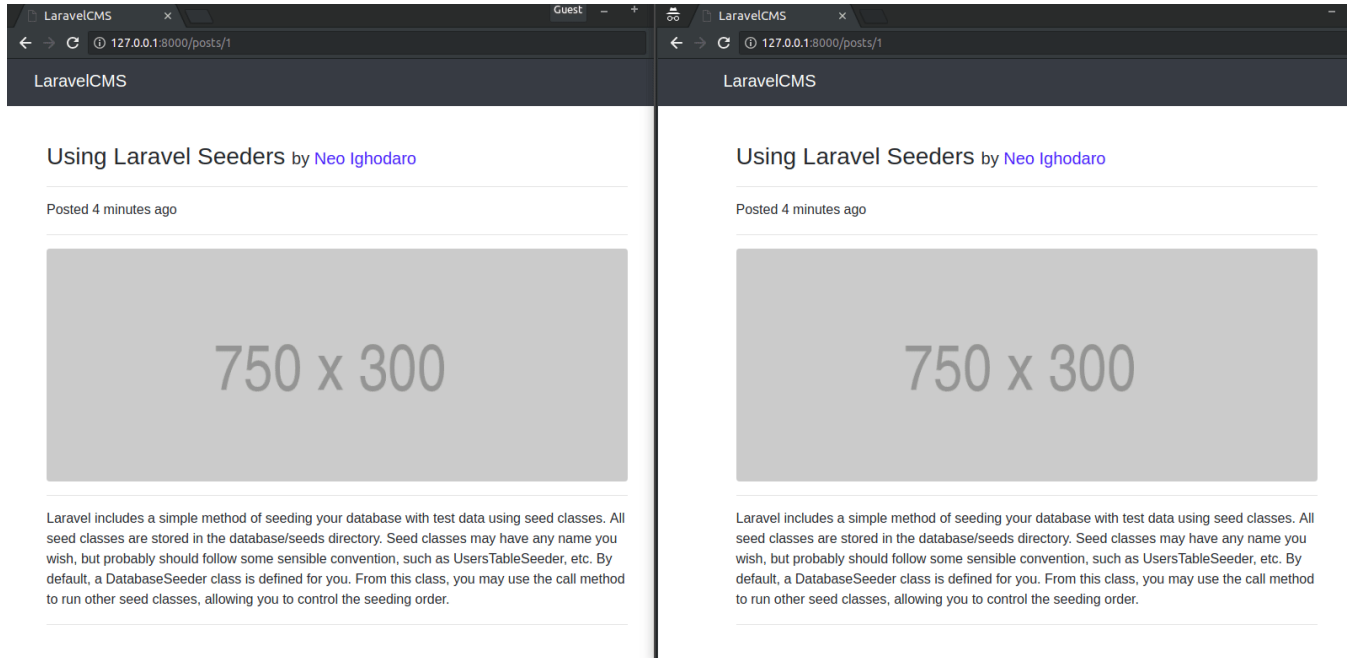 LaravelCMS
Guest
127.0.0.1:8000/posts/1
LaravelCMS
Using Laravel Seeders by Neo Ighodaro
Posted 4 minutes ago
750 x 300
Laravel includes a simple method of seeding your database with test data using seed classes. All
seed classes are stored in the database/seeds directory. Seed classes may have any name you
wish, but probably should follow some sensible convention, such as UsersTableSeeder, etc. By
default, a DatabaseSeeder class is defined for you. From this class, you may use the call method
to run other seed classes, allowing you to control the seeding order.
LaravelCMS
127.0.0.1:8000/posts/1
LaravelCMS
Using Laravel Seeders by Neo Ighodaro
Posted 4 minutes ago
750 x 300
Laravel includes a simple method of seeding your database with test data using seed classes. All
seed classes are stored in the database/seeds directory. Seed classes may have any name you
wish, but probably should follow some sensible convention, such as UsersTableSeeder, etc. By
default, a DatabaseSeeder class is defined for you. From this class, you may use the call method
to run other seed classes, allowing you to control the seeding order.